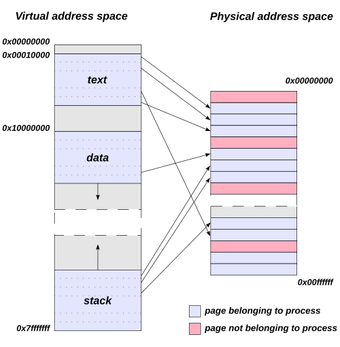 Virtual address space
Physical address space
0x00000000
0x00010000
text
0x00000000
0x10000000
data
stack
0x00ffffff
page belonging to process
page not belonging to process
0x7fffffff